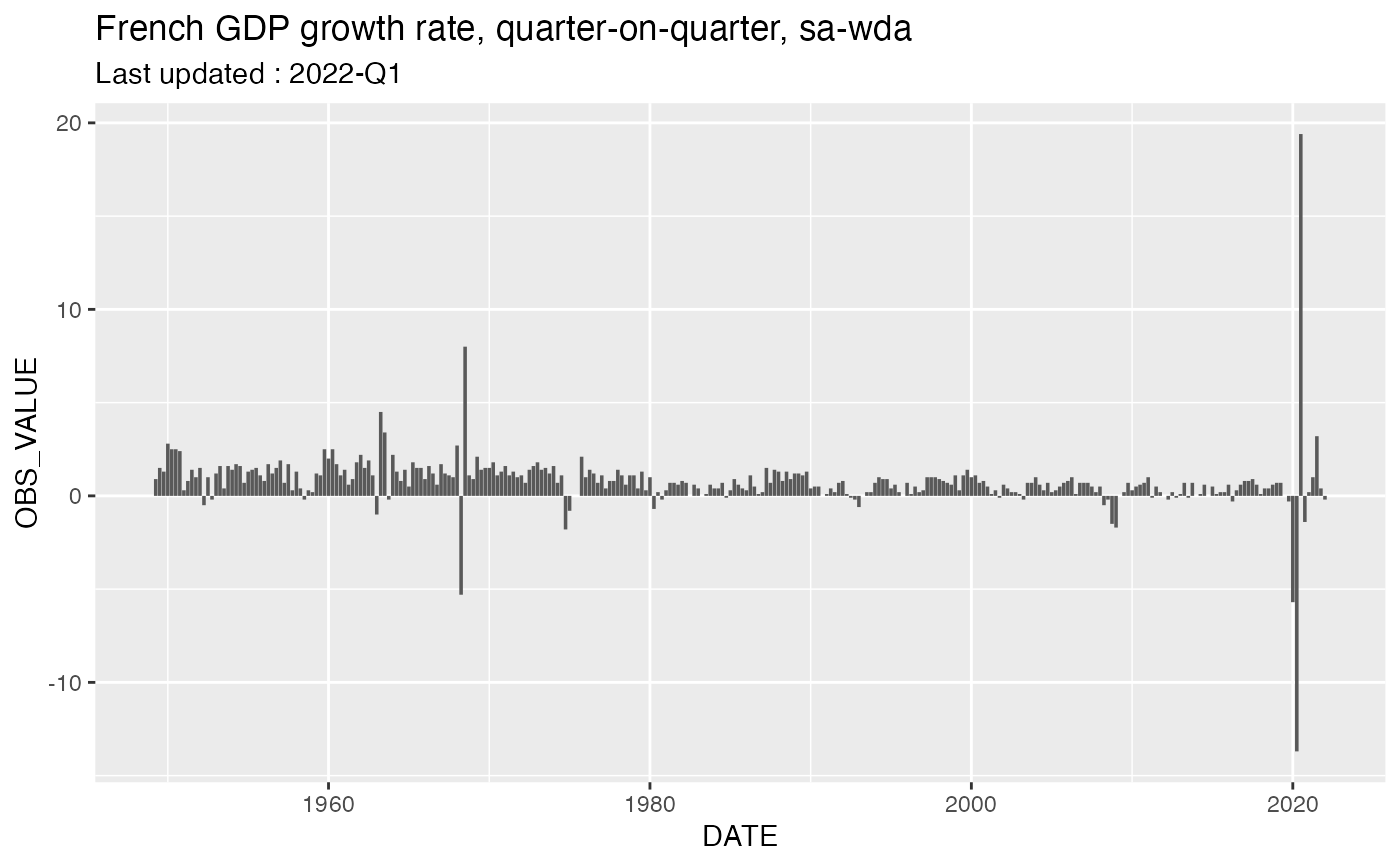 French GDP growth rate, quarter-on-quarter, sa-wda
Last updated : 2022-Q1
20
10
0
-10
OBS_VALUE
1960
1980
2000
2020
DATE